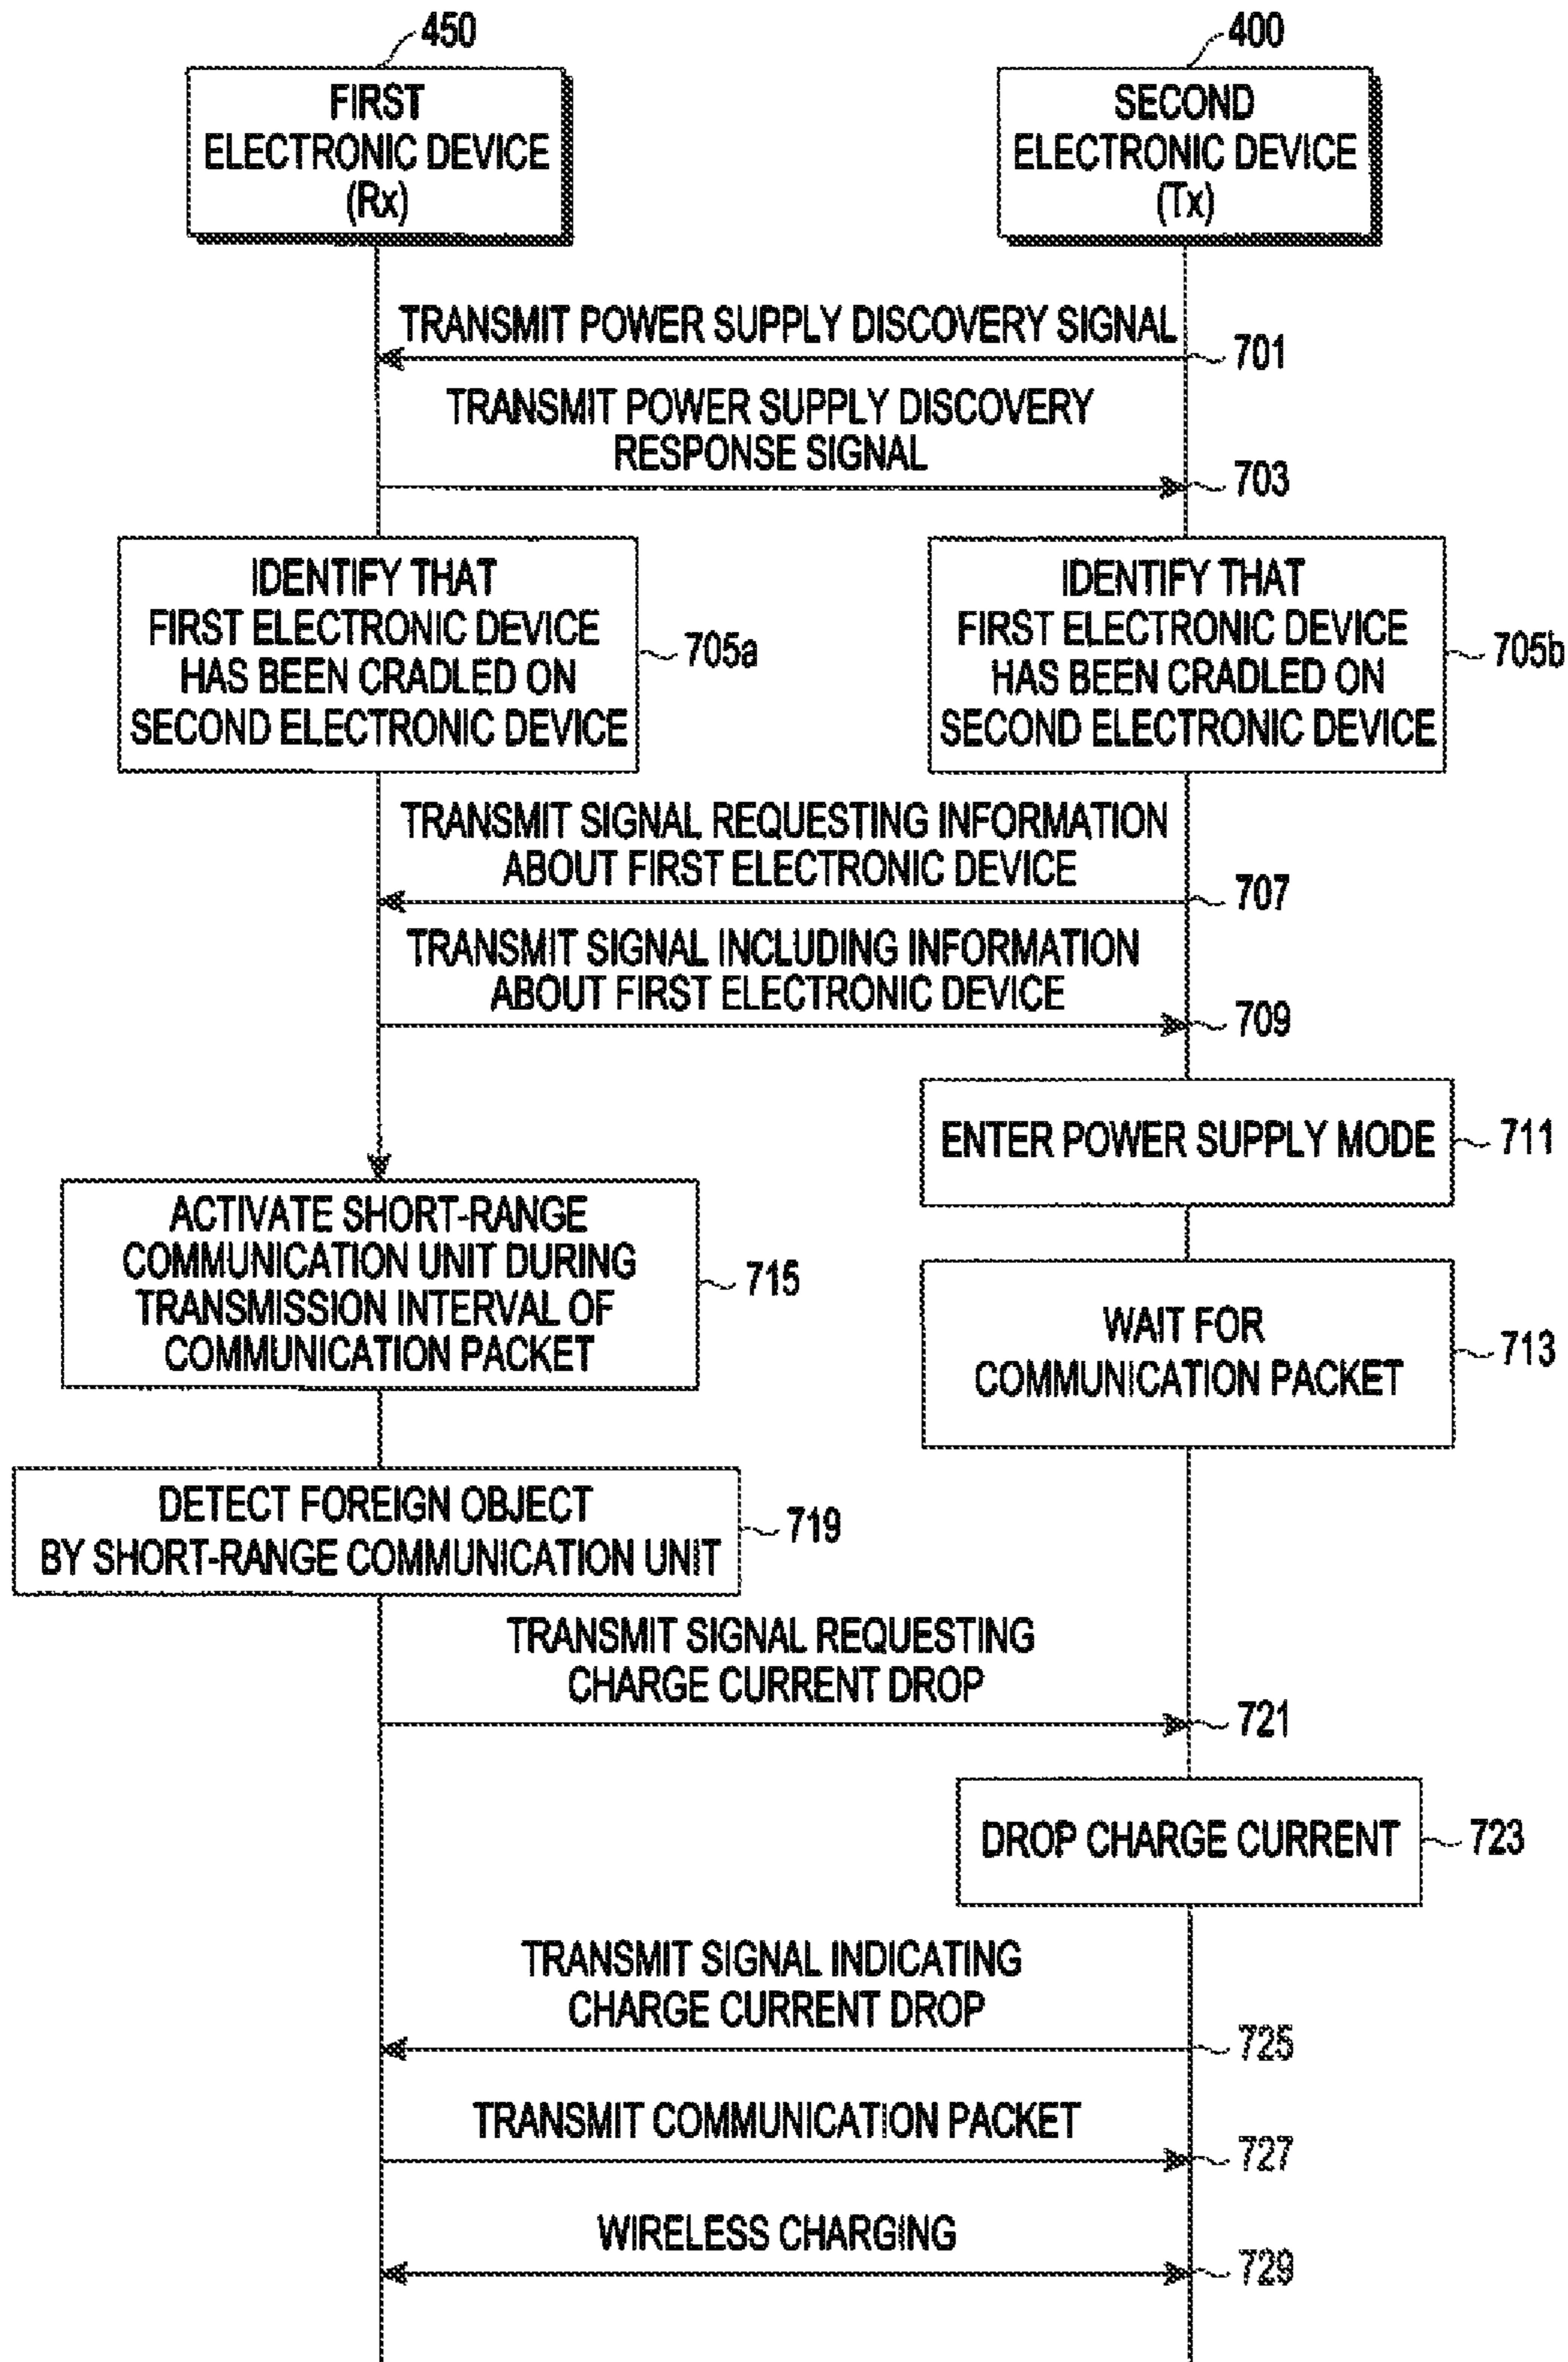 450
400
FIRST
ELECTRONIC DEVICE
(Rx)
SECOND
ELECTRONIC DEVICE
(Tx)
TRANSMIT POWER SUPPLY DISCOVERY SIGNAL
701
TRANSMIT POWER SUPPLY DISCOVERY
RESPONSE SIGNAL
703
IDENTIFY THAT
FIRST ELECTRONIC DEVICE
HAS BEEN CRADLED ON
SECOND ELECTRONIC DEVICE
705a
IDENTIFY THAT
FIRST ELECTRONIC DEVICE
HAS BEEN CRADLED ON
SECOND ELECTRONIC DEVICE
705b
TRANSMIT SIGNAL REQUESTING INFORMATION
ABOUT FIRST ELECTRONIC DEVICE
707
TRANSMIT SIGNAL INCLUDING INFORMATION
ABOUT FIRST ELECTRONIC DEVICE
709
ENTER POWER SUPPLY MODE
711
ACTIVATE SHORT-RANGE
COMMUNICATION UNIT DURING
TRANSMISSION INTERVAL OF
COMMUNICATION PACKET
715
WAIT FOR
COMMUNICATION PACKET
713
DETECT FOREIGN OBJECT
BY SHORT-RANGE COMMUNICATION UNIT
719
TRANSMIT SIGNAL REQUESTING
CHARGE CURRENT DROP
721
DROP CHARGE CURRENT
723
TRANSMIT SIGNAL INDICATING
CHARGE CURRENT DROP
725
TRANSMIT COMMUNICATION PACKET
727
WIRELESS CHARGING
729